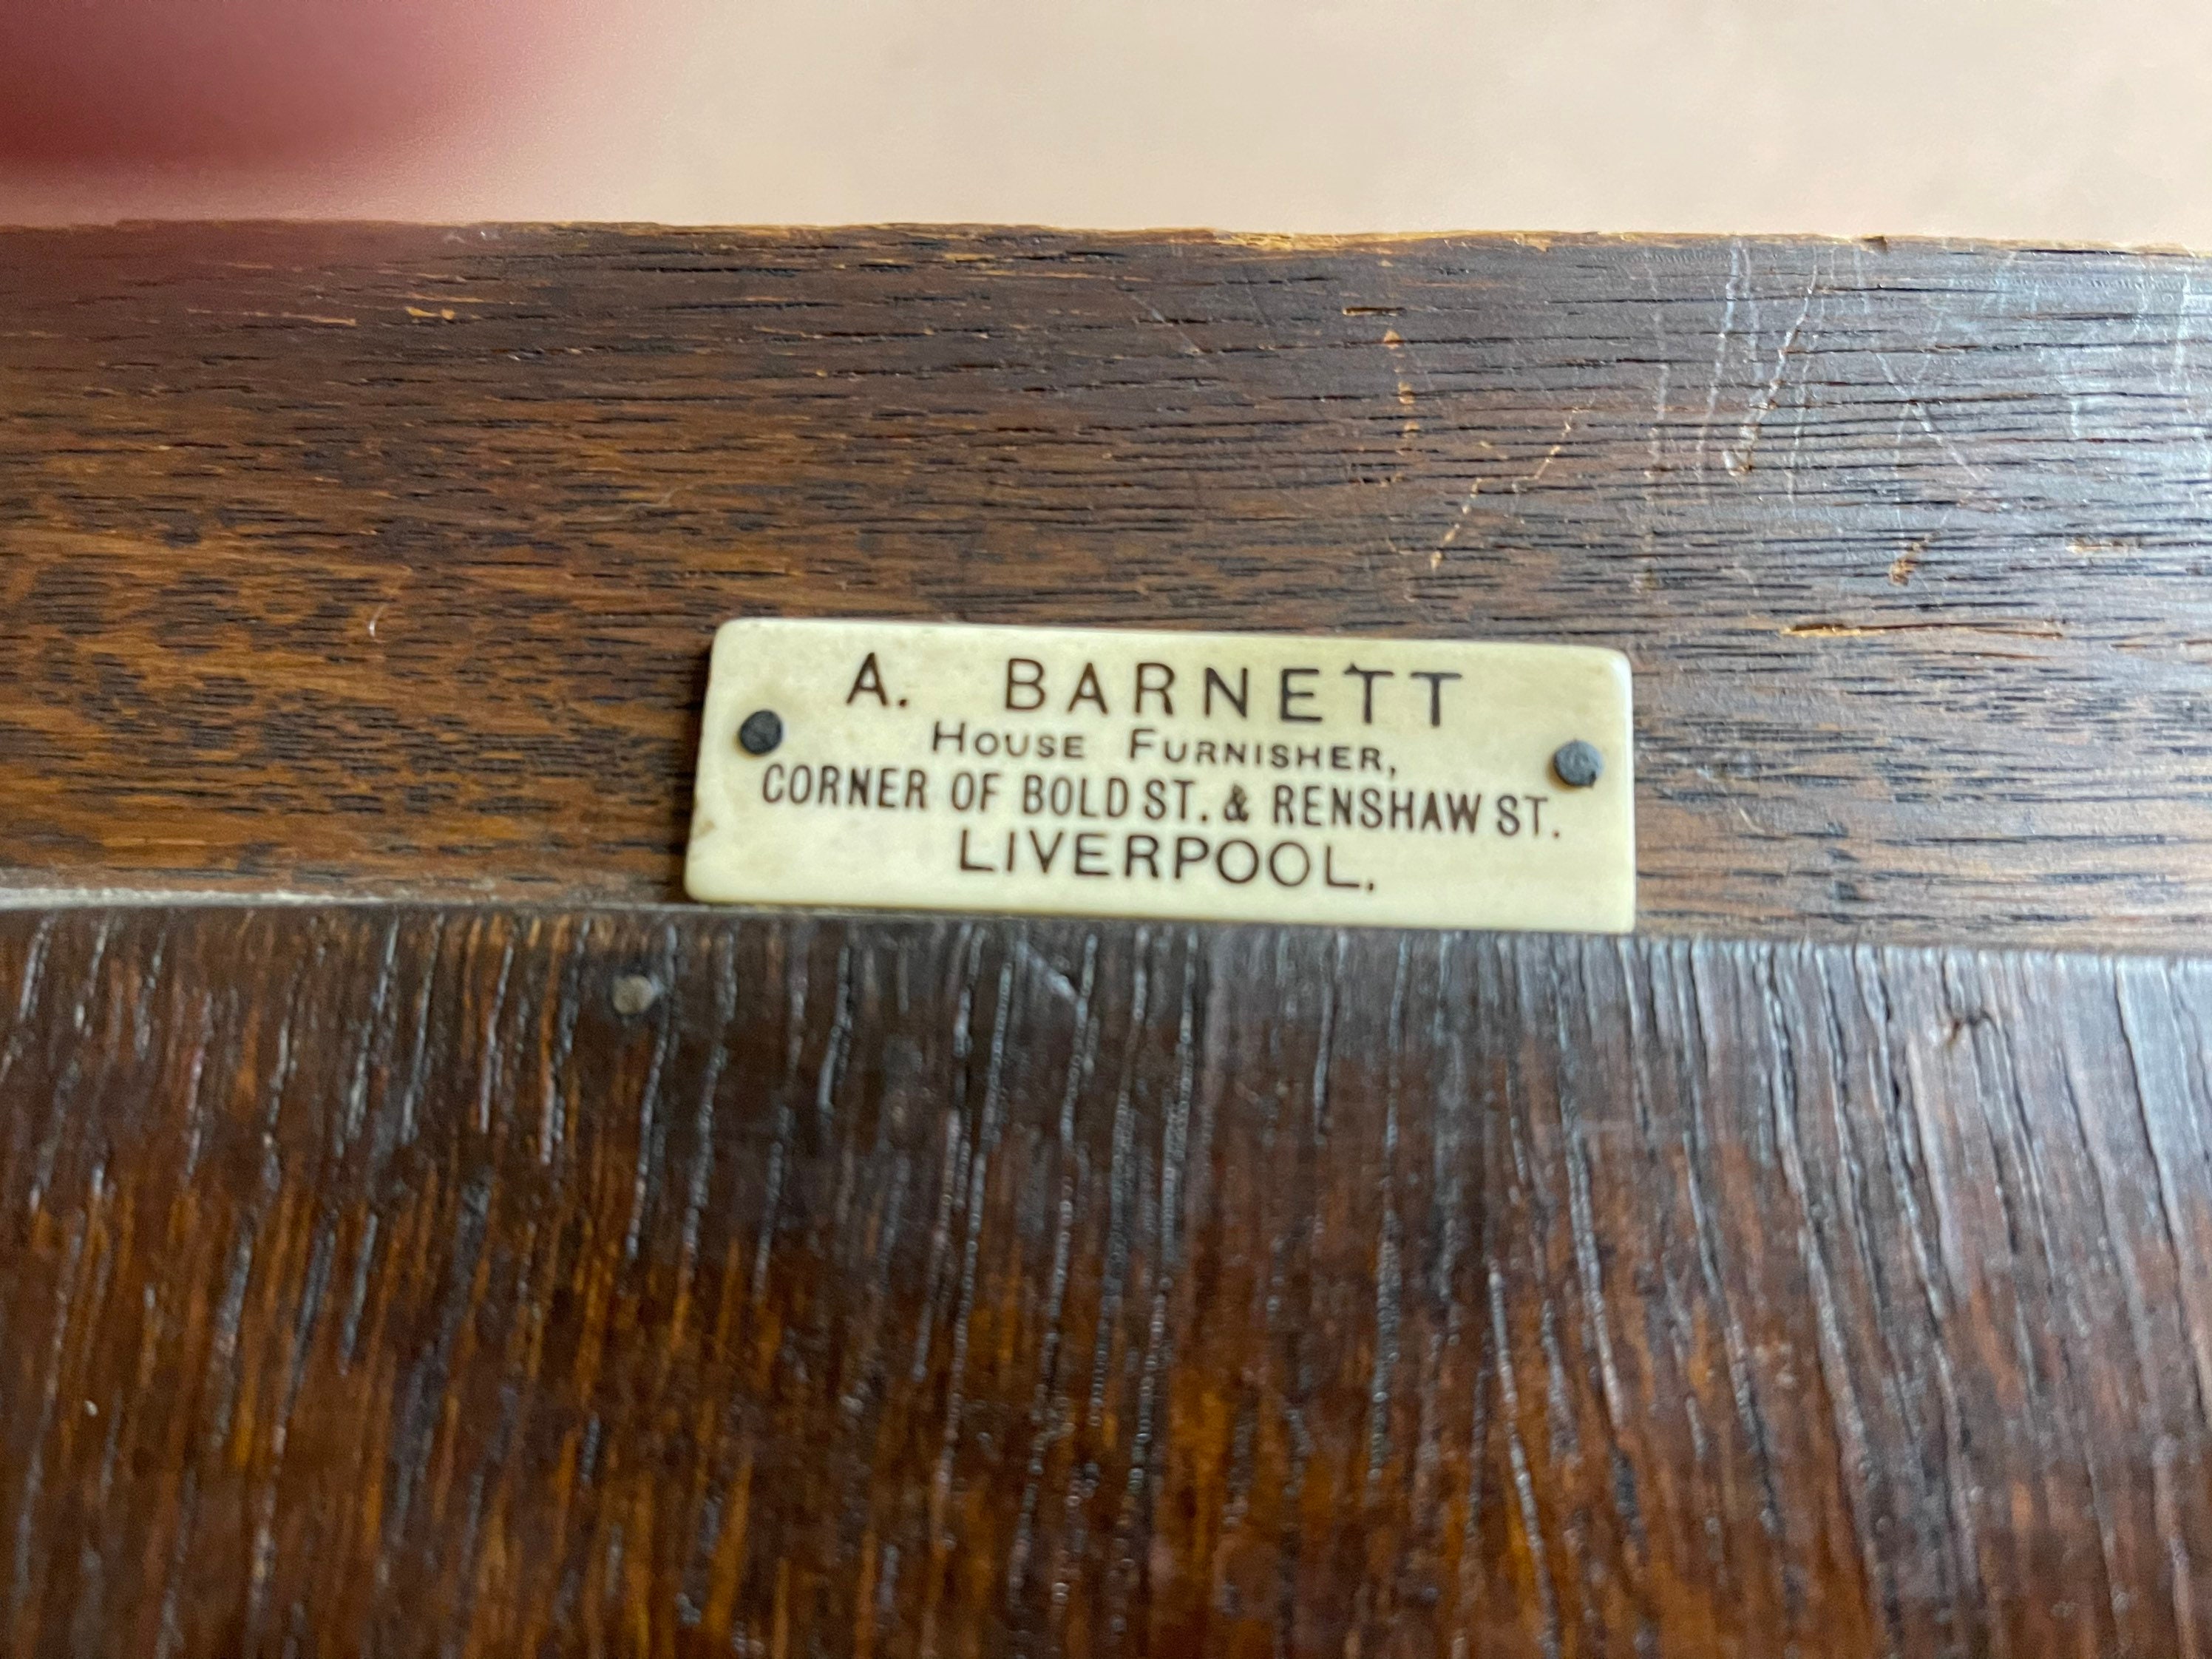 A. BARNETT
HOUSE FURNISHER,
CORNER OF BOLD ST. & RENSHAW ST.
LIVERPOOL.